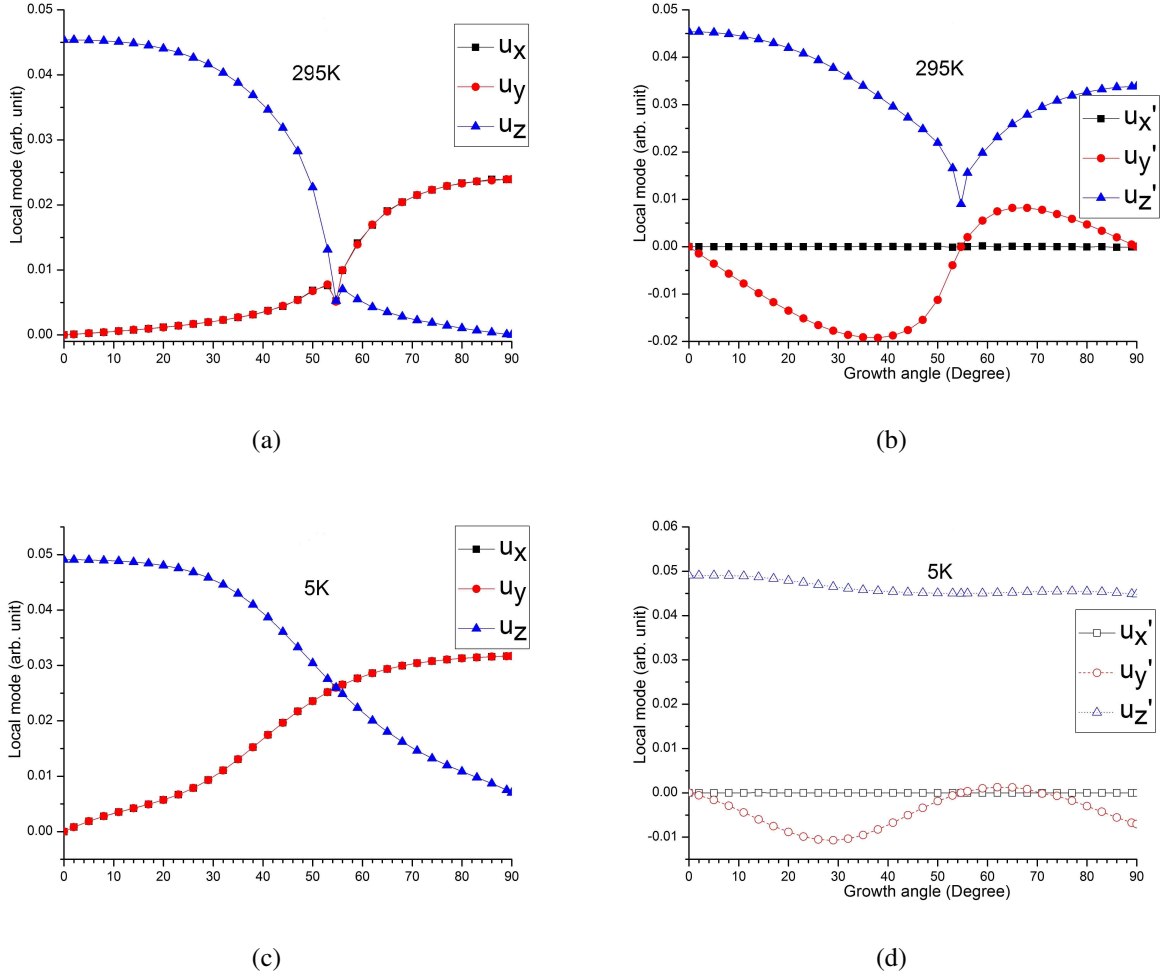 0.05
0.04
0.03
0.02
0.01
0.00
Local mode (arb. unit)
295K
u_x
u_y
u_z
0 10 20 30 40 50 60 70 80 90
(a)
0.05
0.04
0.03
0.02
0.01
0.00
-0.01
-0.02
Local mode (arb. unit)
295K
u_x'
u_y'
u_z'
0 10 20 30 40 50 60 70 80 90
Growth angle (Degree)
(b)
0.05
0.04
0.03
0.02
0.01
0.00
Local mode (arb. unit)
5K
u_x
u_y
u_z
0 10 20 30 40 50 60 70 80 90
(c)
0.06
0.05
0.04
0.03
0.02
0.01
0.00
-0.01
Local mode (arb. unit)
5K
u_x'
u_y'
u_z'
0 10 20 30 40 50 60 70 80 90
Growth angle (Degree)
(d)